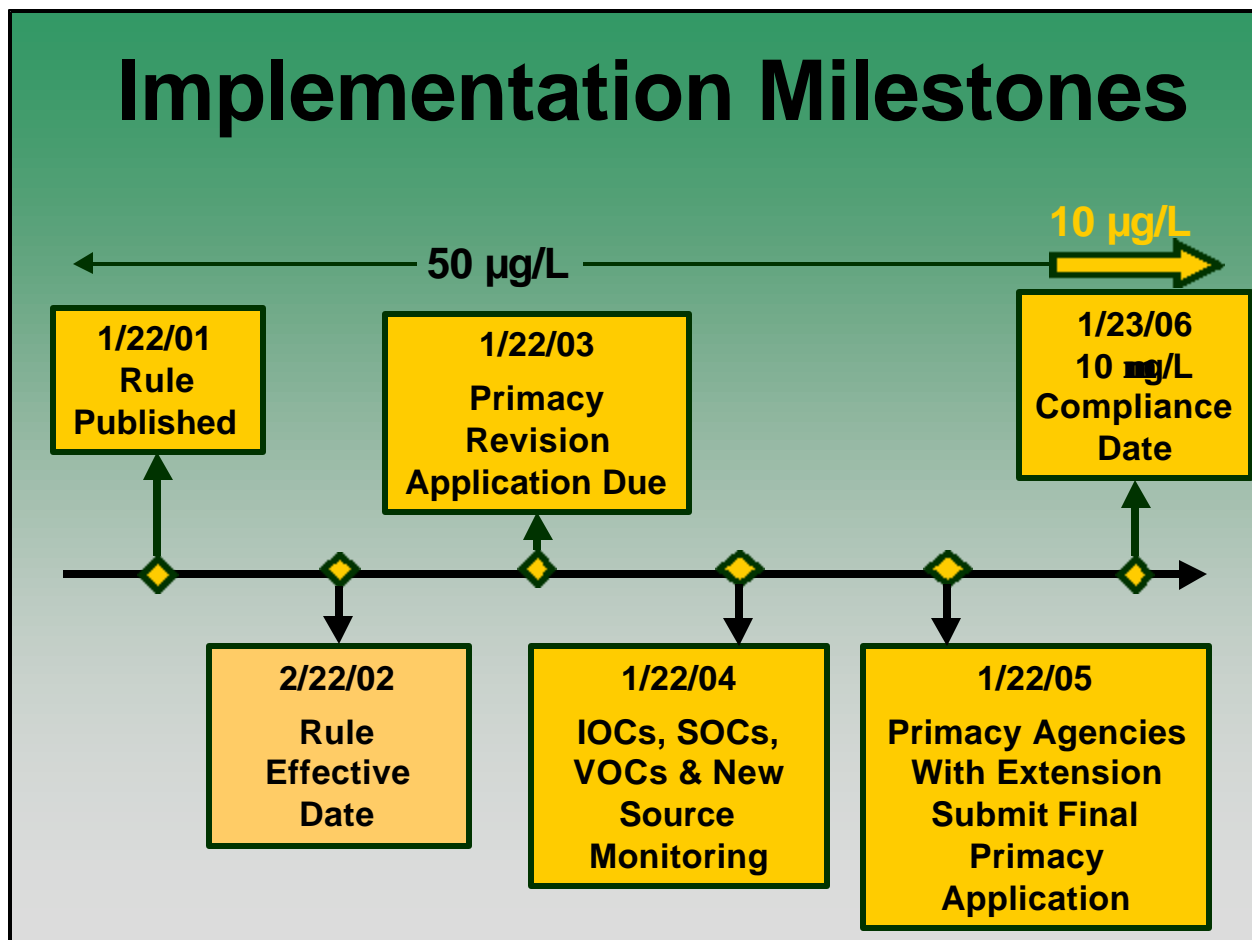 Implementation Milestones
10 µg/L
50 µg/L
1/22/01
Rule
Published
1/22/03
Primacy
Revision
Application Due
1/23/06
10 mg/L
Compliance
Date
2/22/02
Rule
Effective
Date
1/22/04
IOCs, SOCs,
VOCs & New
Source
Monitoring
1/22/05
Primacy Agencies
With Extension
Submit Final
Primacy
Application